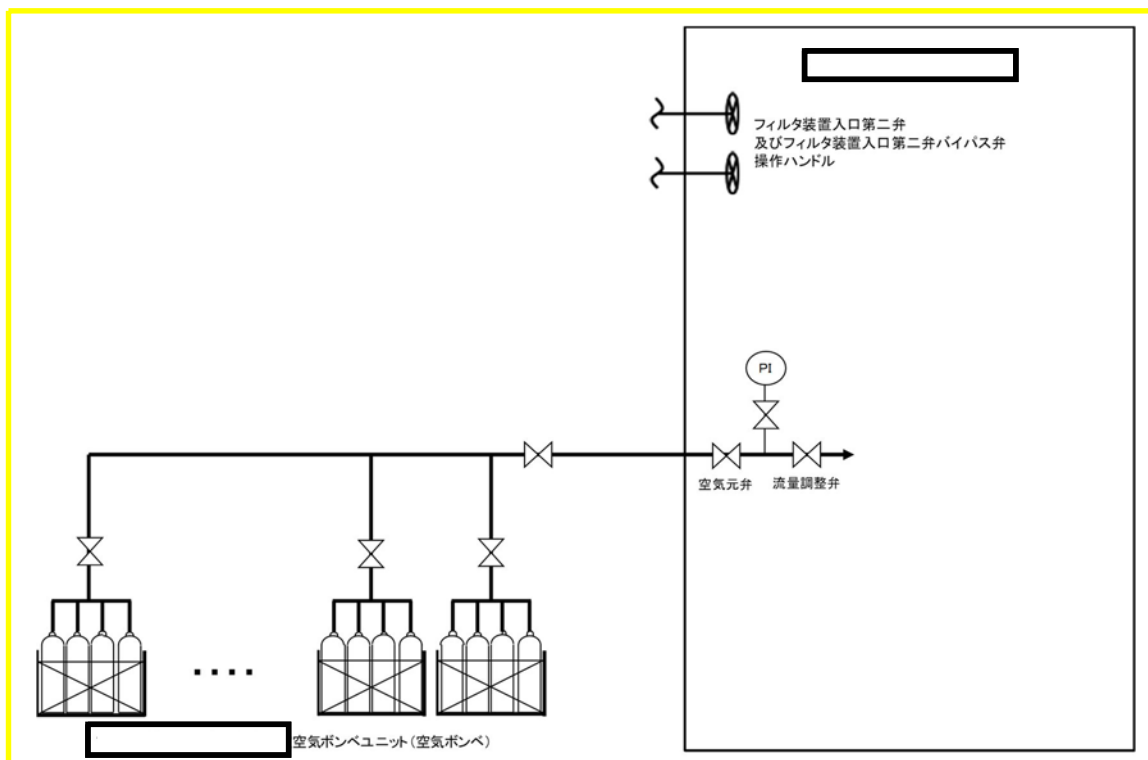 フィルタ装置入口第二弁
及びフィルタ装置入口第二弁バイパス弁
操作ハンドル
PI
空気元弁
流量調整弁
空気ボンベユニット(空気ボンベ)